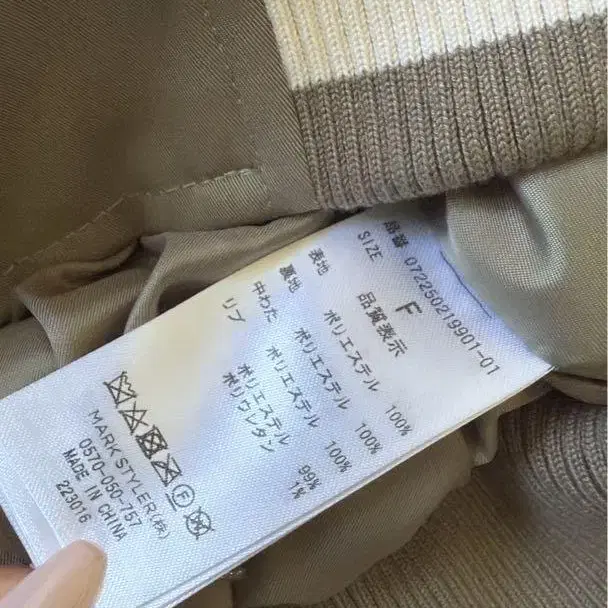 品番 072250219901-01
SIZE F
品質表示
表地 ポリエステル 100%
裏地 ポリエステル 100%
中わた ポリエステル 100%
リブ ポリエステル 99%
ポリウレタン 1%
MARK STYLER(株)
0570-050-757
MADE IN CHINA
223016